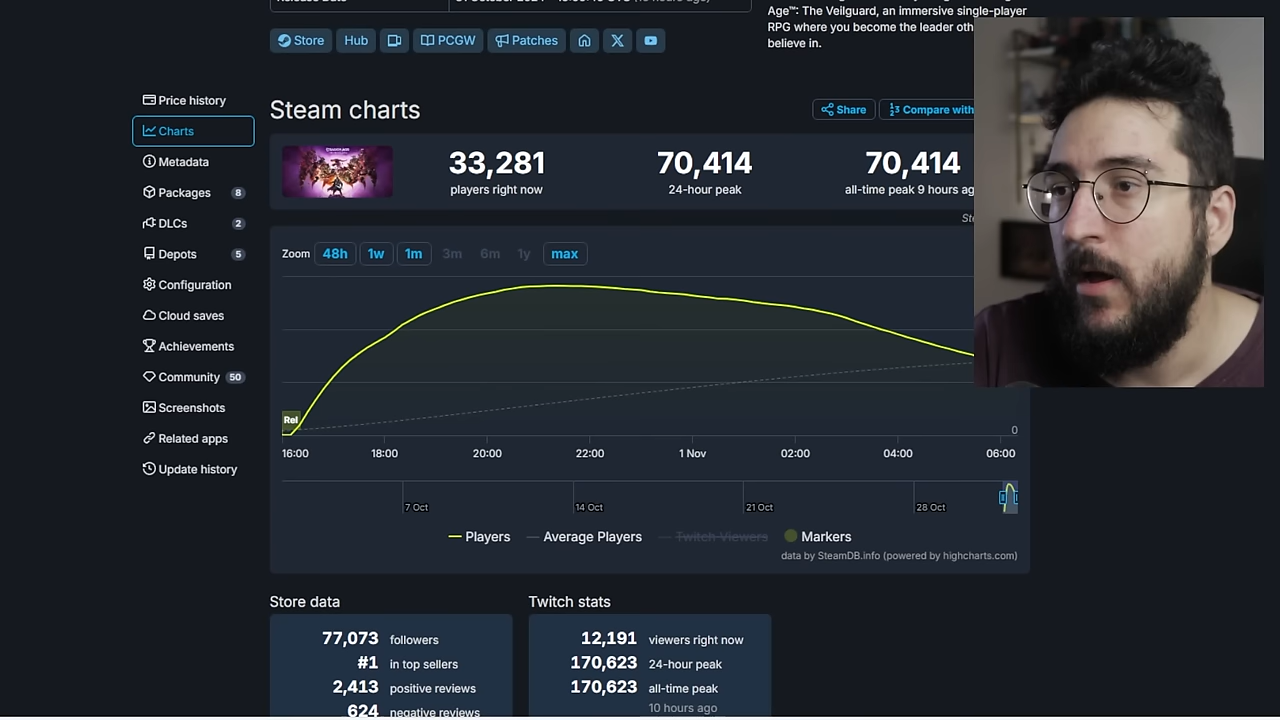 Age™: The Veilguard, an immersive single-player
RPG where you become the leader oth
believe in.
Store
Hub
PCGW
Patches
Price history
Charts
Metadata
Packages 8
DLCs 2
Depots 5
Configuration
Cloud saves
Achievements
Community 50
Screenshots
Related apps
Update history
Steam charts
Share
Compare with
33,281
players right now
70,414
24-hour peak
70,414
all-time peak 9 hours ag
Zoom 48h 1w 1m 3m 6m 1y max
Rel
0
16:00 18:00 20:00 22:00 1 Nov 02:00 04:00 06:00
7 Oct 14 Oct 21 Oct 28 Oct
Players Average Players Twitch Viewers Markers
data by SteamDB.info (powered by highcharts.com)
Store data
77,073 followers
#1 in top sellers
2,413 positive reviews
624 negative reviews
Twitch stats
12,191 viewers right now
170,623 24-hour peak
170,623 all-time peak
10 hours ago